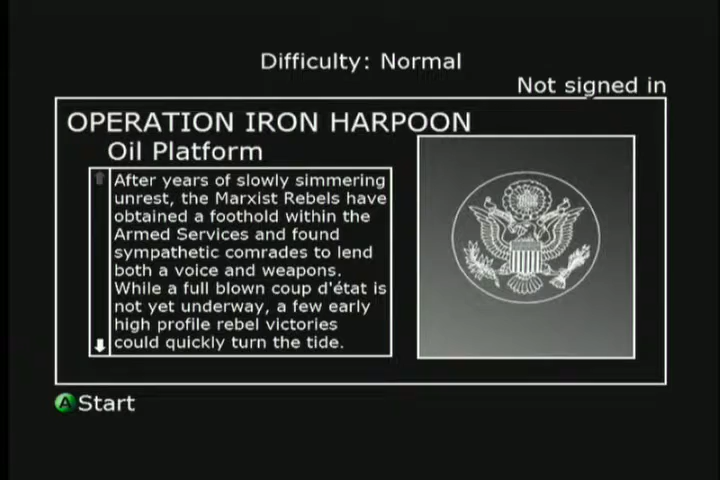 Difficulty: Normal
Not signed in
OPERATION IRON HARPOON
Oil Platform
After years of slowly simmering
unrest, the Marxist Rebels have
obtained a foothold within the
Armed Services and found
sympathetic comrades to lend
both a voice and weapons.
While a full blown coup d'état is
not yet underway, a few early
high profile rebel victories
could quickly turn the tide.
A Start